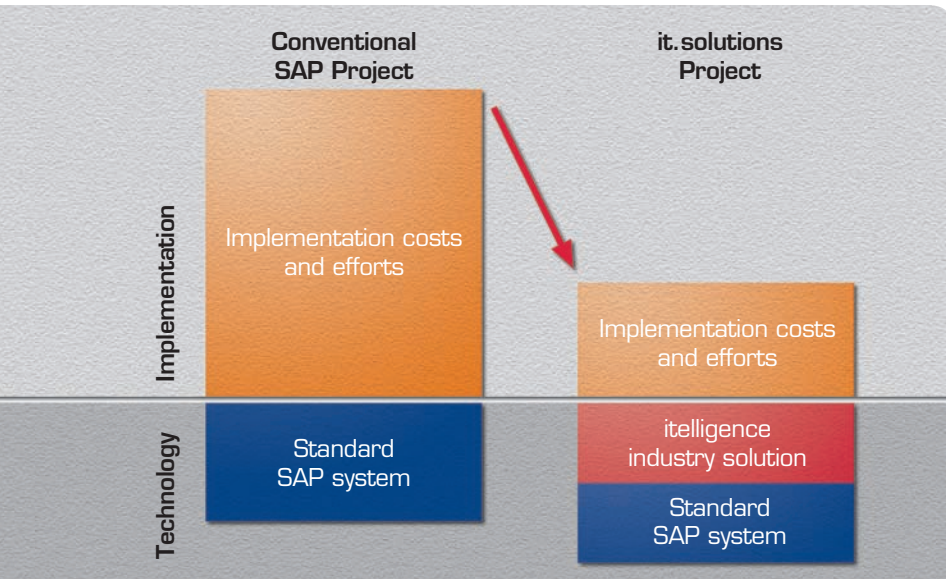 Conventional
SAP Project
it.solutions
Project
Implementation
Implementation costs
and efforts
Implementation costs
and efforts
Technology
Standard
SAP system
itelligence
industry solution
Standard
SAP system